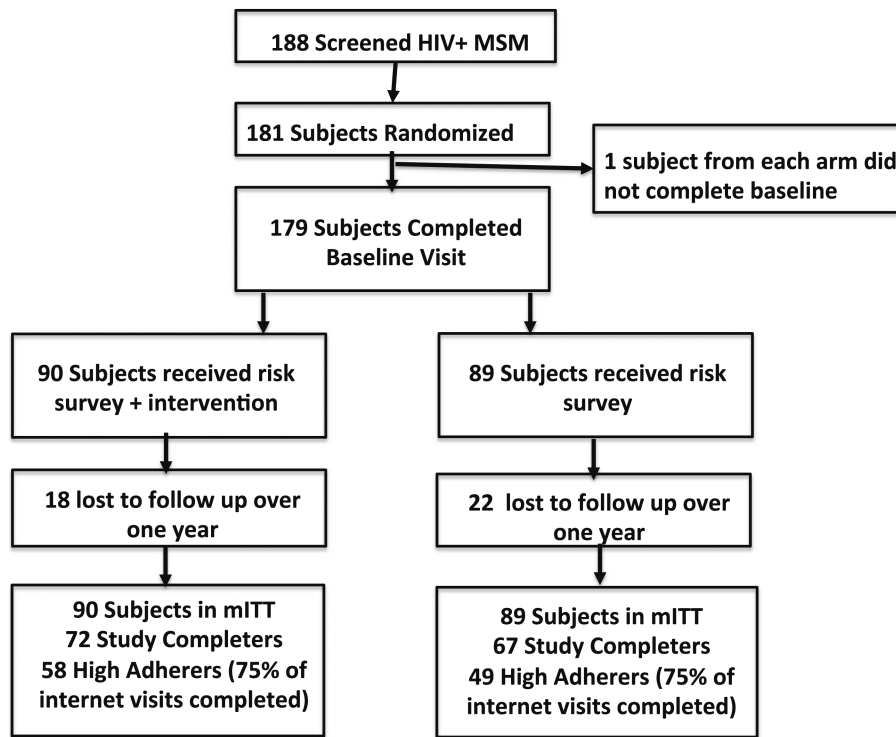 188 Screened HIV+ MSM
181 Subjects Randomized
1 subject from each arm did
not complete baseline
179 Subjects Completed
Baseline Visit
90 Subjects received risk
survey + intervention
89 Subjects received risk
survey
18 lost to follow up over
one year
22 lost to follow up over
one year
90 Subjects in mITT
72 Study Completers
58 High Adherers (75% of
internet visits completed)
89 Subjects in mITT
67 Study Completers
49 High Adherers (75% of
internet visits completed)